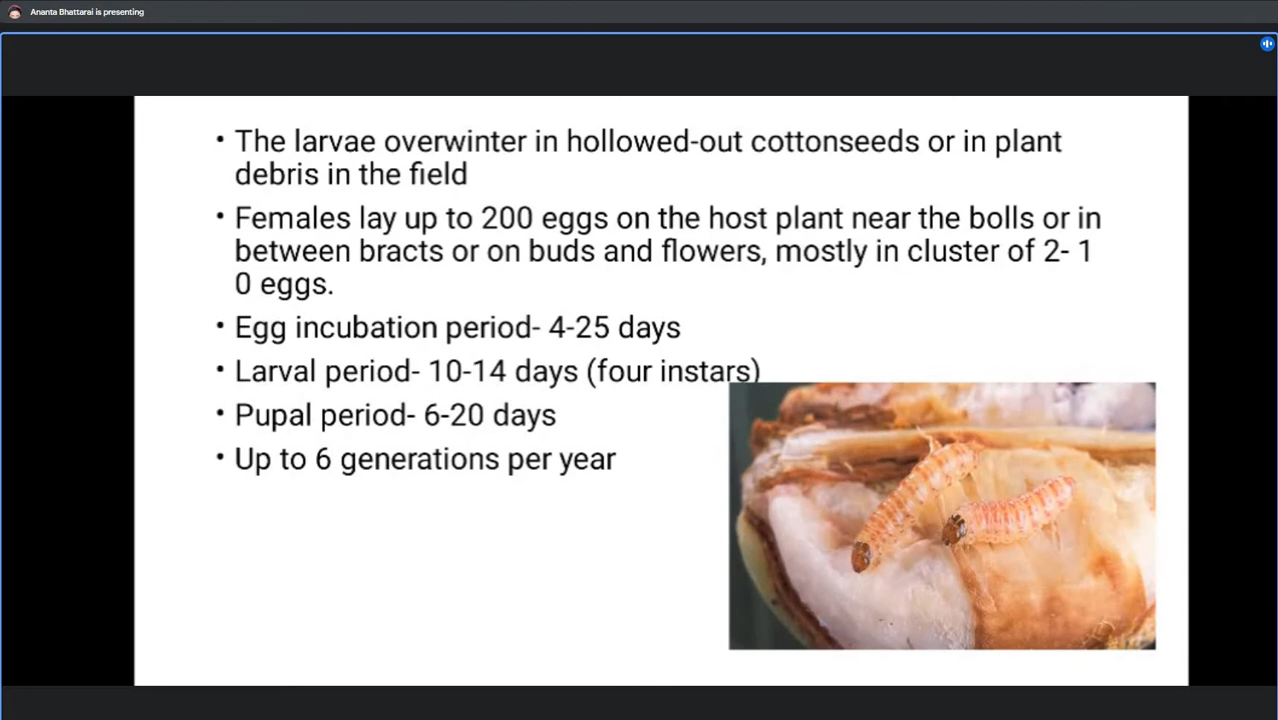 Ananta Bhattarai is presenting
• The larvae overwinter in hollowed-out cottonseeds or in plant
debris in the field
• Females lay up to 200 eggs on the host plant near the bolls or in
between bracts or on buds and flowers, mostly in cluster of 2- 1
0 eggs.
• Egg incubation period- 4-25 days
• Larval period- 10-14 days (four instars)
• Pupal period- 6-20 days
• Up to 6 generations per year